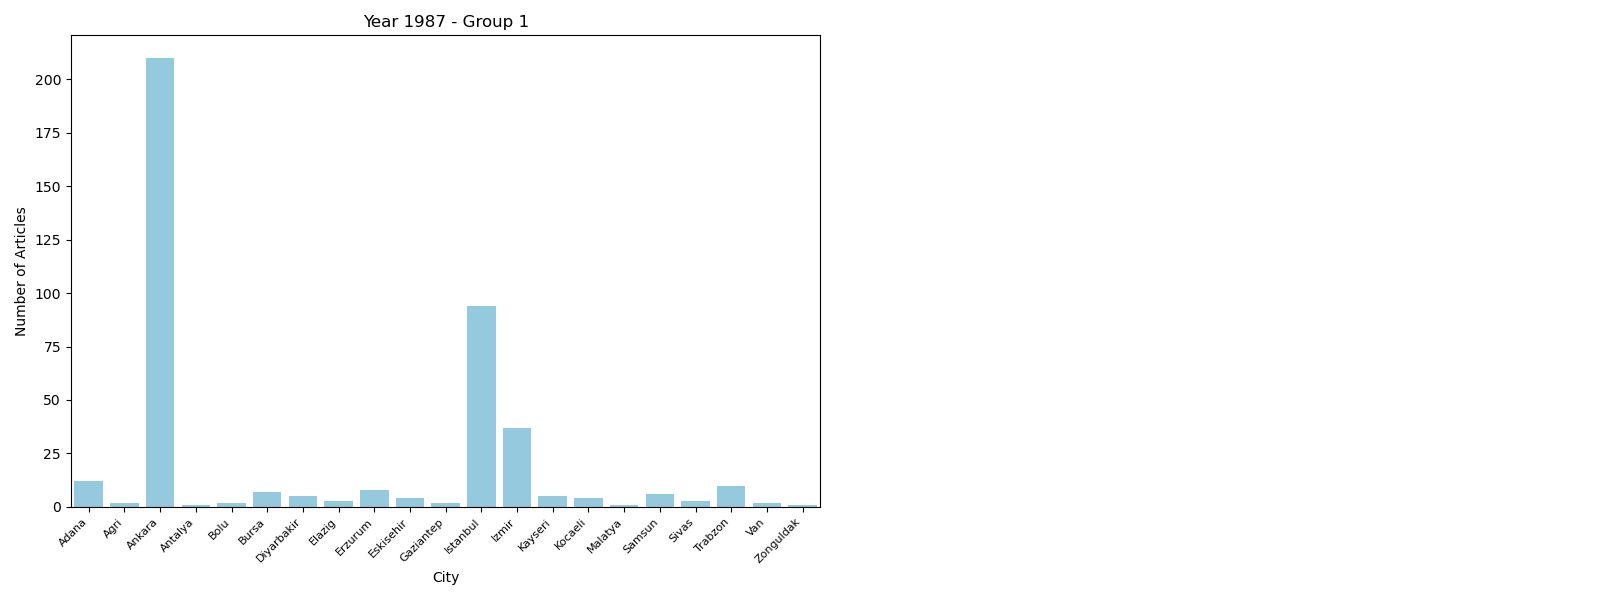 Year 1987 - Group 1
Number of Articles
200
175
150
125
100
75
50
25
0
Adana
Agri
Ankara
Antalya
Bolu
Bursa
Diyarbakir
Elazig
Erzurum
Eskisehir
Gaziantep
Istanbul
Izmir
Kayseri
Kocaeli
Malatya
Samsun
Sivas
Trabzon
Van
Zonguldak
City